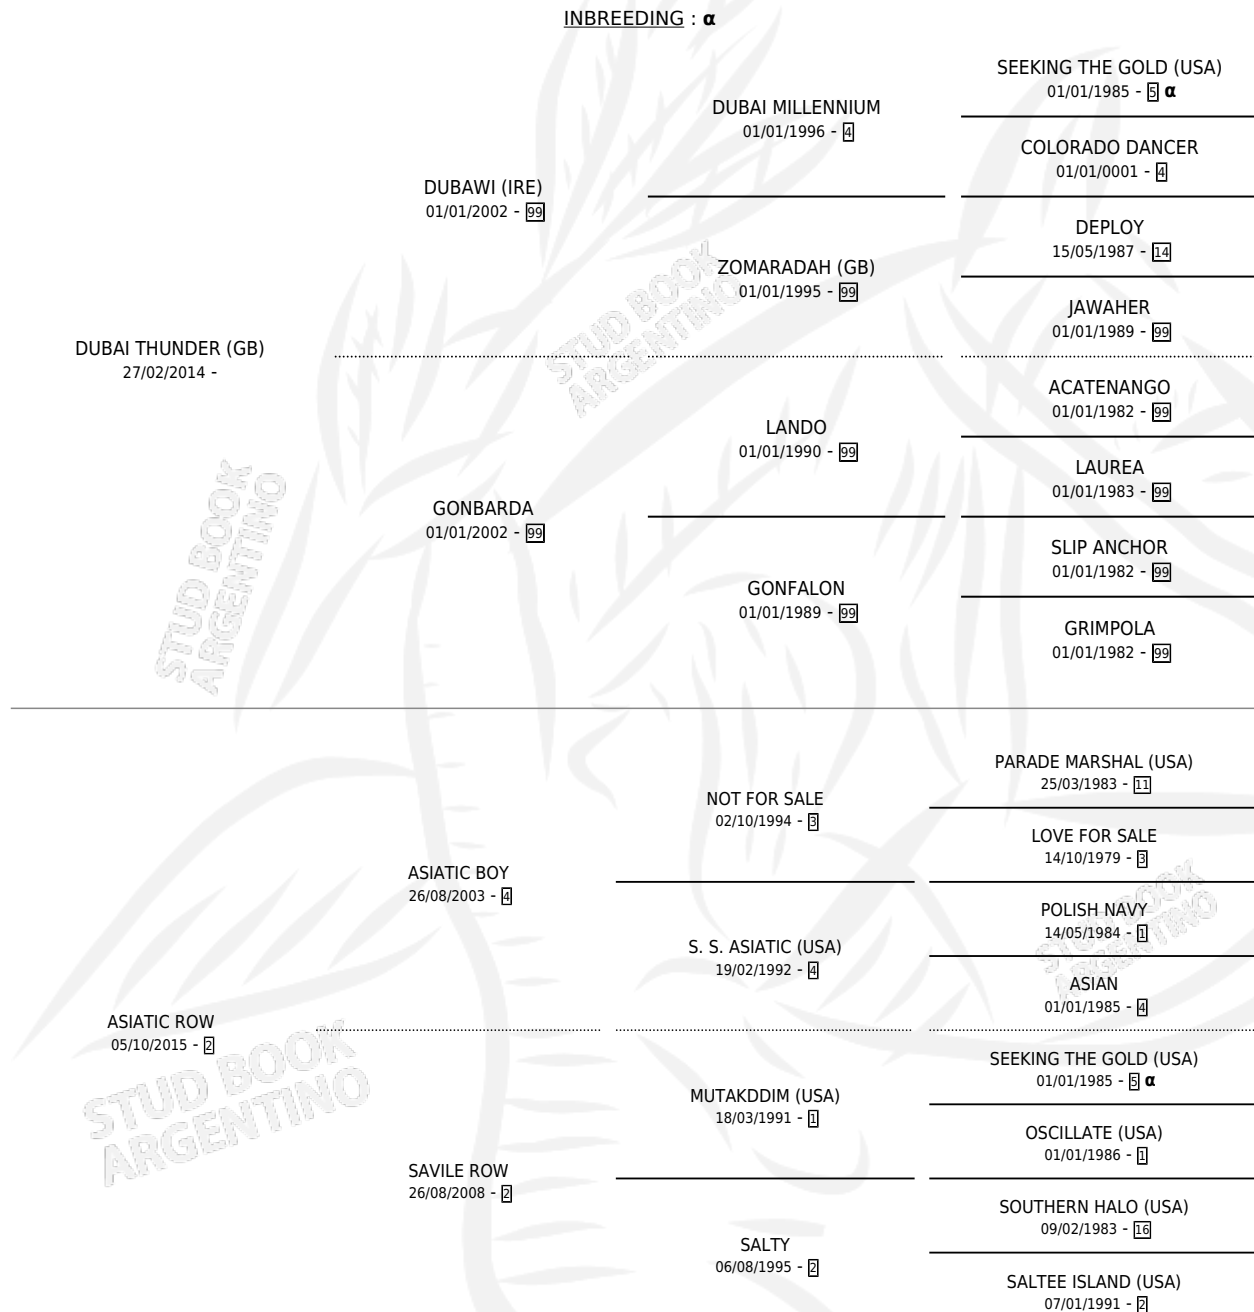 INBREEDING : α
SEEKING THE GOLD (USA)
01/01/1985 - 5 α
DUBAI MILLENNIUM
01/01/1996 - 4
COLORADO DANCER
01/01/0001 - 4
DUBAWI (IRE)
01/01/2002 - 99
DEPLOY
15/05/1987 - 14
ZOMARADAH (GB)
01/01/1995 - 99
JAWAHER
01/01/1989 - 99
DUBAI THUNDER (GB)
27/02/2014 -
ACATENANGO
01/01/1982 - 99
LANDO
01/01/1990 - 99
LAUREA
01/01/1983 - 99
GONBARDA
01/01/2002 - 99
SLIP ANCHOR
01/01/1982 - 99
GONFALON
01/01/1989 - 99
GRIMPOLA
01/01/1982 - 99
PARADE MARSHAL (USA)
25/03/1983 - 11
NOT FOR SALE
02/10/1994 - 3
LOVE FOR SALE
14/10/1979 - 3
ASIATIC BOY
26/08/2003 - 4
POLISH NAVY
14/05/1984 - 1
S. S. ASIATIC (USA)
19/02/1992 - 4
ASIAN
01/01/1985 - 4
ASIATIC ROW
05/10/2015 - 2
SEEKING THE GOLD (USA)
01/01/1985 - 5 α
MUTAKDDIM (USA)
18/03/1991 - 1
OSCILLATE (USA)
01/01/1986 - 1
SAVILE ROW
26/08/2008 - 2
SOUTHERN HALO (USA)
09/02/1983 - 16
SALTY
06/08/1995 - 2
SALTEE ISLAND (USA)
07/01/1991 - 2
STUD BOOK
ARGENTINO
STUD BOOK
ARGENTINO
STUD BOOK
ARGENTINO
STUD BOOK
ARGENTINO